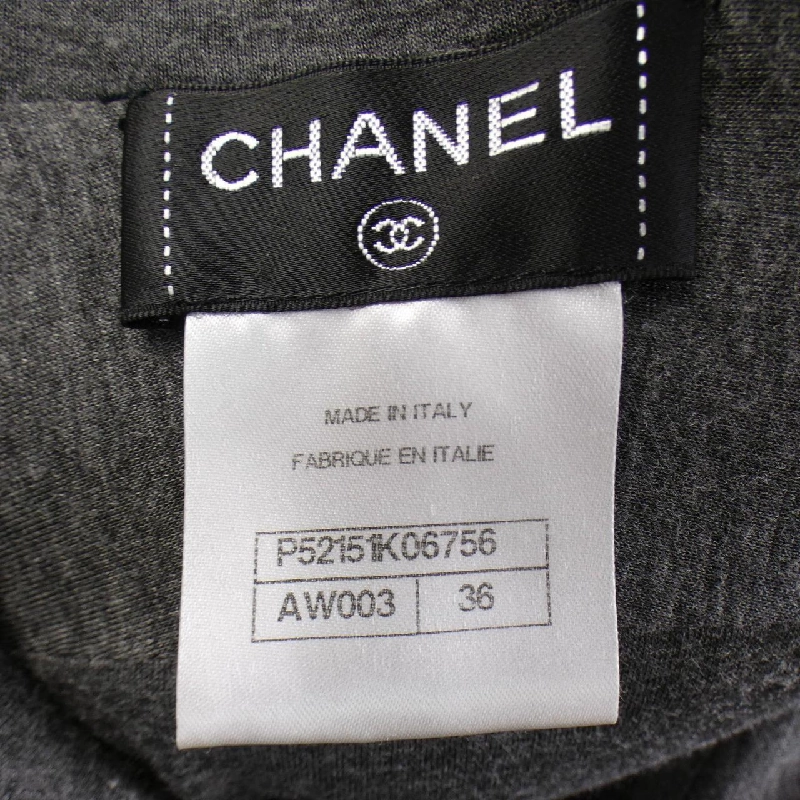 CHANEL
MADE IN ITALY
FABRIQUE EN ITALIE
P52151K06756
AW003 36